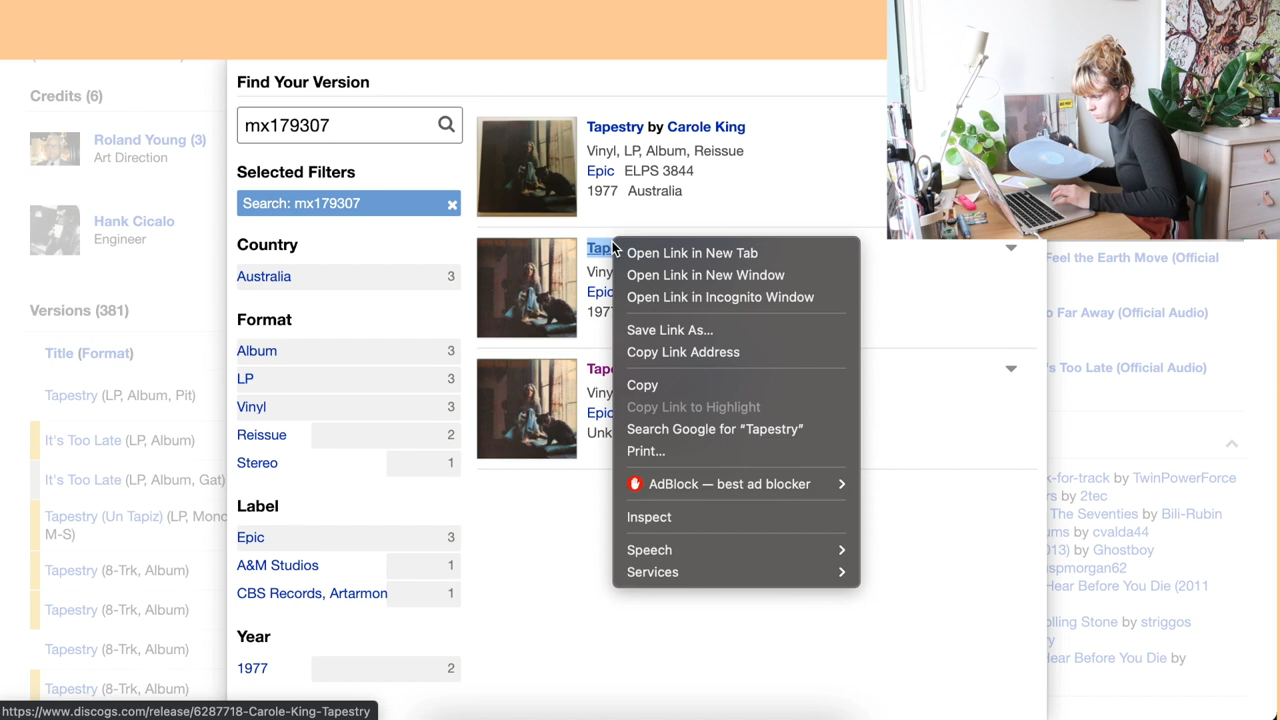 Credits (6)
Roland Young (3)
Art Direction
Hank Cicalo
Engineer
Versions (381)
Title (Format)
Tapestry (LP, Album, Pit)
It's Too Late (LP, Album)
It's Too Late (LP, Album, Gat)
Tapestry (Un Tapiz) (LP, Mono
M-S)
Tapestry (8-Trk, Album)
Tapestry (8-Trk, Album)
Tapestry (8-Trk, Album)
Tapestry (8-Trk, Album)
Find Your Version
mx179307
Selected Filters
Search: mx179307
Country
Australia 3
Format
Album 3
LP 3
Vinyl 3
Reissue 2
Stereo 1
Label
Epic 3
A&M Studios 1
CBS Records, Artarmon 1
Year
1977 2
Tapestry by Carole King
Vinyl, LP, Album, Reissue
Epic ELPS 3844
1977 Australia
Tap
Viny
Epic
197
Tape
Viny
Epic
Unk
Open Link in New Tab
Open Link in New Window
Open Link in Incognito Window
Save Link As...
Copy Link Address
Copy
Copy Link to Highlight
Search Google for “Tapestry”
Print...
AdBlock — best ad blocker
Inspect
Speech
Services
Feel the Earth Move (Official
o Far Away (Official Audio)
's Too Late (Official Audio)
k-for-track by TwinPowerForce
rs by 2tec
The Seventies by Bili-Rubin
ums by cvalda44
013) by Ghostboy
spmorgan62
Hear Before You Die (2011
olling Stone by striggos
y
ear Before You Die by
https://www.discogs.com/release/6287718-Carole-King-Tapestry